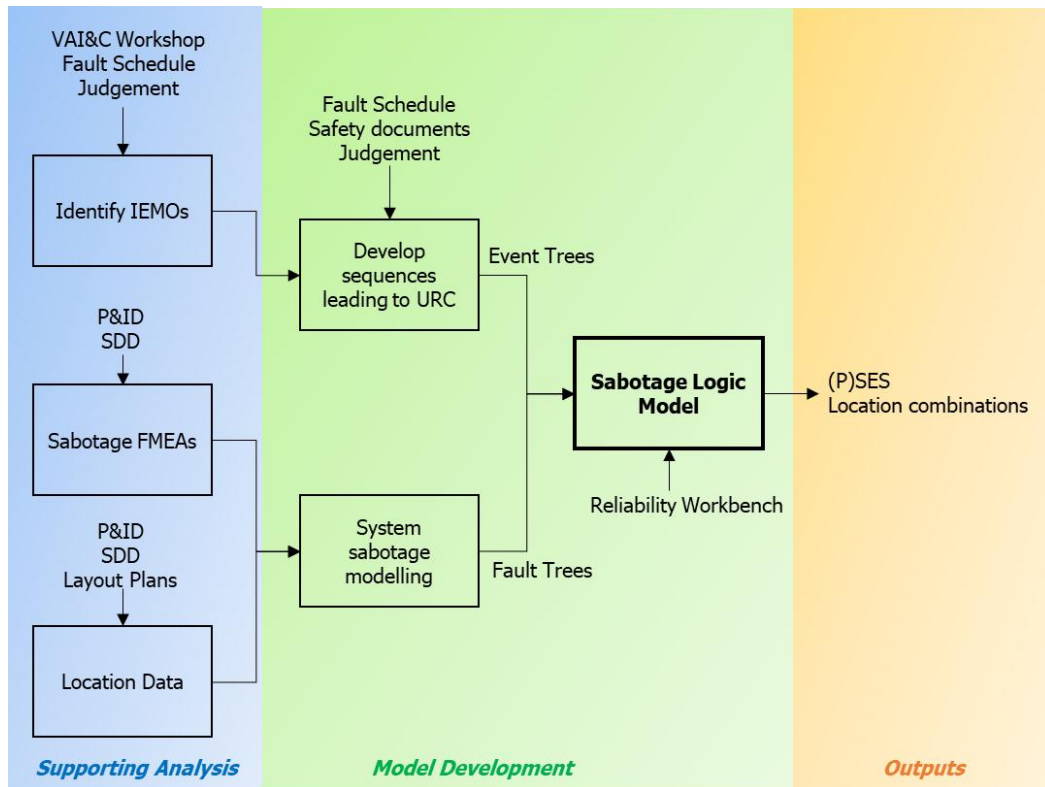 VAI&C Workshop
Fault Schedule
Judgement
Identify IEMOs
P&ID
SDD
Sabotage FMEAs
P&ID
SDD
Layout Plans
Location Data
Supporting Analysis
Fault Schedule
Safety documents
Judgement
Develop
sequences
leading to URC
Event Trees
System
sabotage
modelling
Fault Trees
Sabotage Logic
Model
Reliability Workbench
Model Development
(P)SES
Location combinations
Outputs